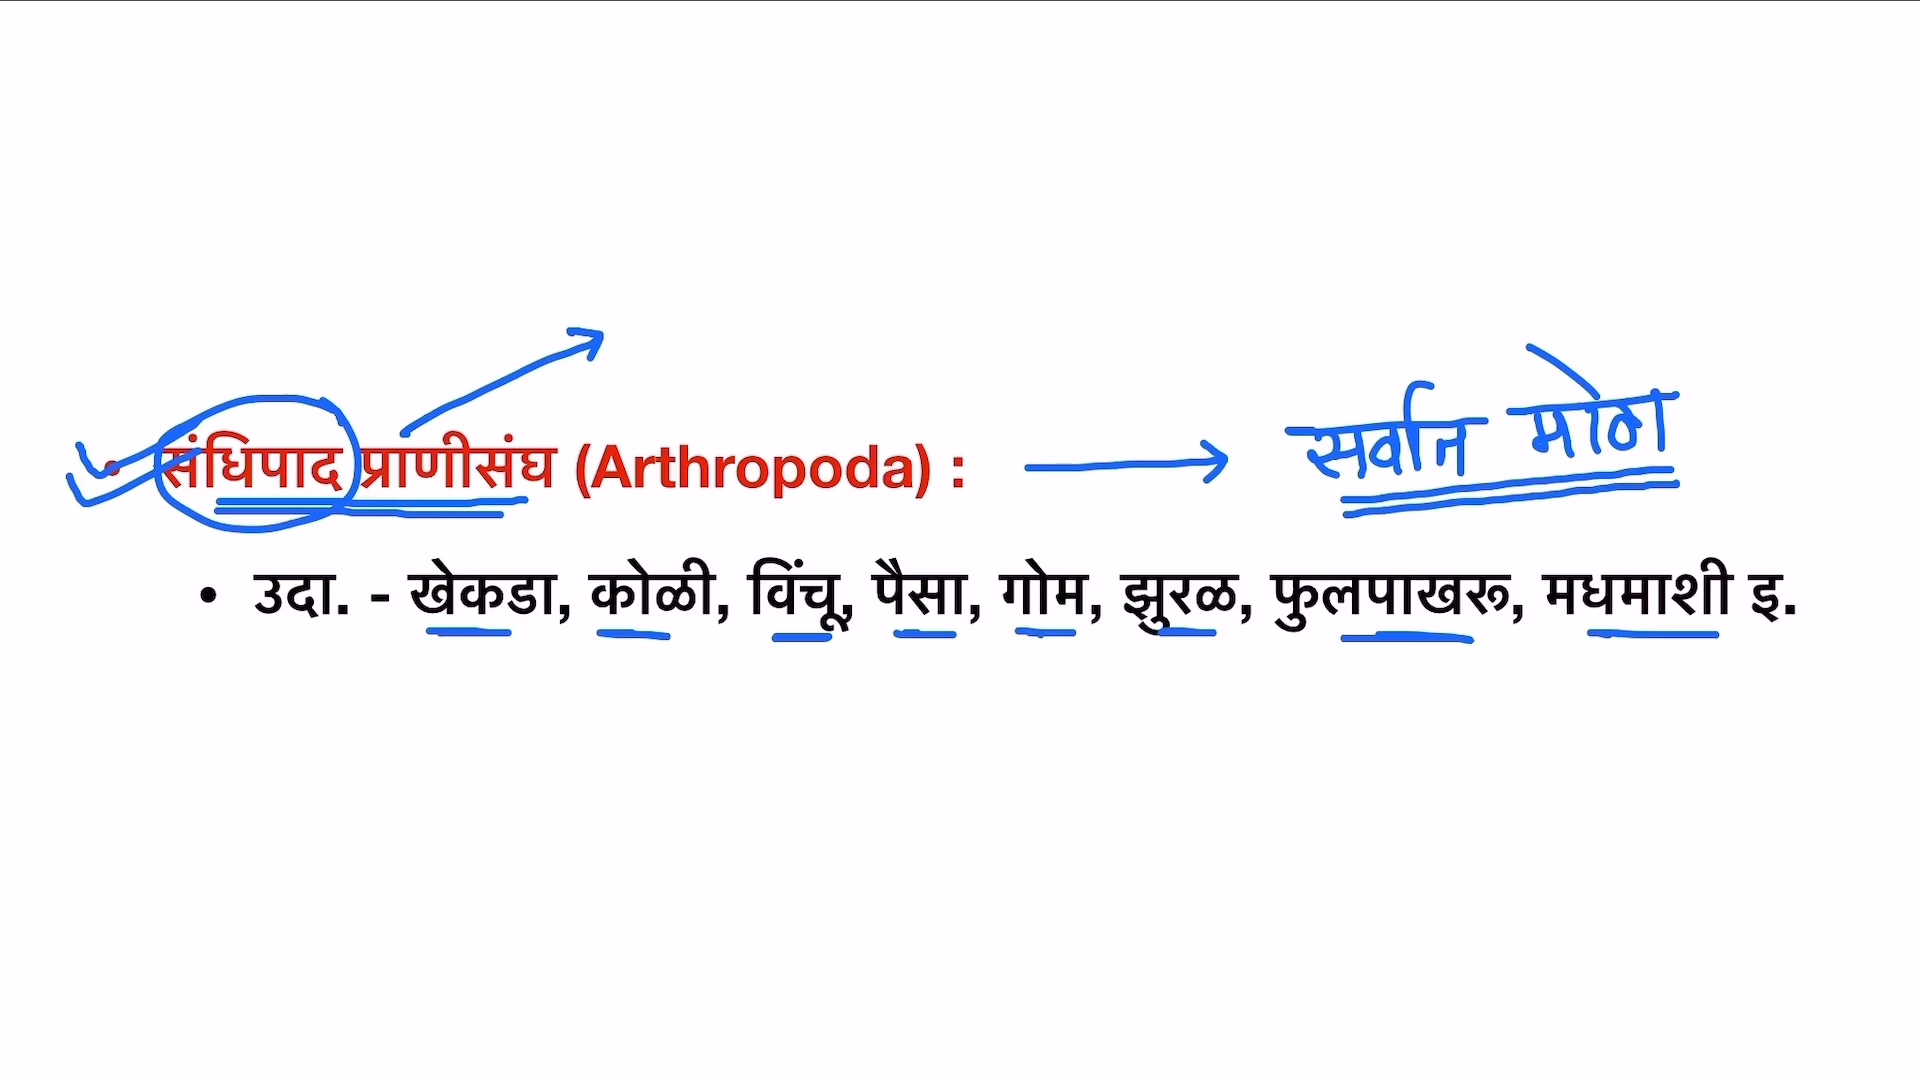 • संधिपाद प्राणीसंघ (Arthropoda) : → सर्वात मोठा
• उदा. - खेकडा, कोळी, विंचू, पैसा, गोम, झुरळ, फुलपाखरू, मधमाशी इ.